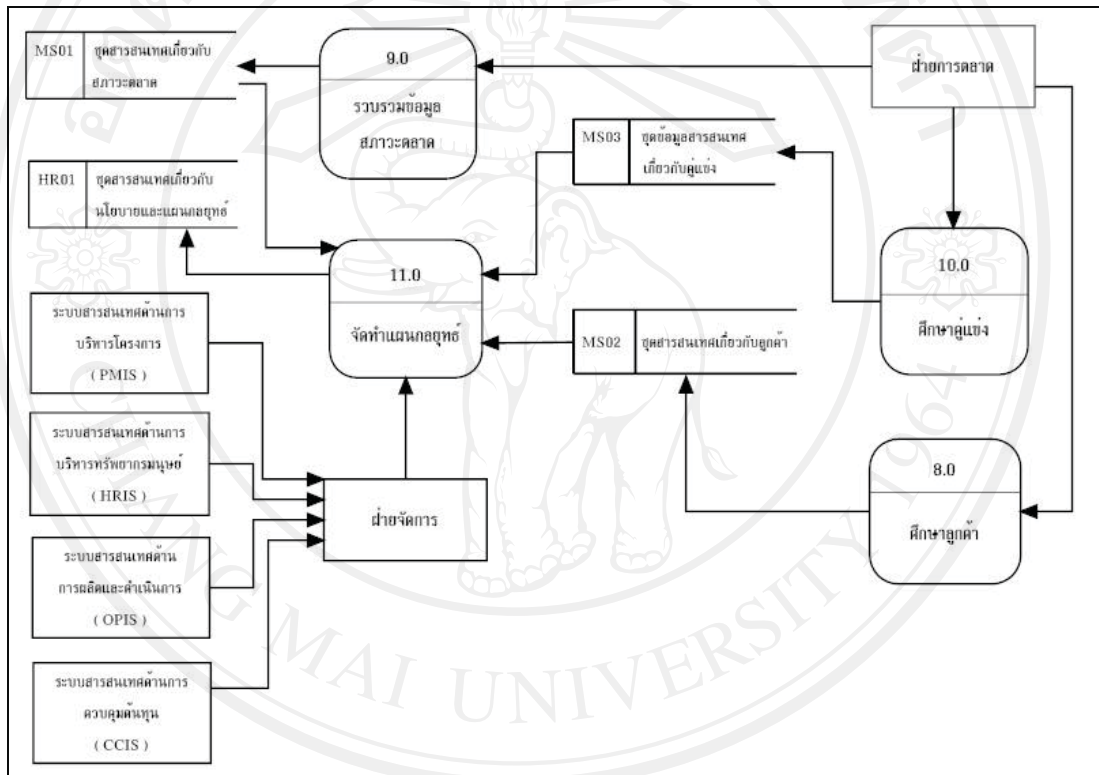 MS01
ชุดสารสนเทศเกี่ยวกับ
สภาวะตลาด
9.0
รวบรวมข้อมูล
สภาวะตลาด
ฝ่ายการตลาด
HR01
ชุดสารสนเทศเกี่ยวกับ
นโยบายและแผนกลยุทธ์
MS03
ชุดข้อมูลสารสนเทศ
เกี่ยวกับคู่แข่ง
11.0
จัดทำแผนกลยุทธ์
10.0
ศึกษาคู่แข่ง
MS02
ชุดสารสนเทศเกี่ยวกับลูกค้า
ระบบสารสนเทศด้านการ
บริหารโครงการ
( PMIS )
ระบบสารสนเทศด้านการ
บริหารทรัพยากรมนุษย์
( HRIS )
ฝ่ายจัดการ
8.0
ศึกษาลูกค้า
ระบบสารสนเทศด้าน
การผลิตและดำเนินการ
( OPIS )
ระบบสารสนเทศด้านการ
ควบคุมต้นทุน
( CCIS )
CHIANG MAI UNIVERSITY 1964